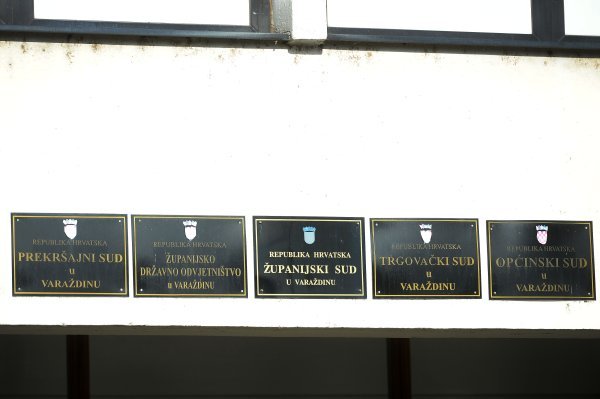 REPUBLIKA HRVATSKA
PREKRŠAJNI SUD
u
VARAŽDINU
REPUBLIKA HRVATSKA
ŽUPANIJSKO
DRŽAVNO ODVJETNIŠTVO
u VARAŽDINU
REPUBLIKA HRVATSKA
ŽUPANIJSKI SUD
U VARAŽDINU
REPUBLIKA HRVATSKA
TRGOVAČKI SUD
u
VARAŽDINU
REPUBLIKA HRVATSKA
OPĆINSKI SUD
u
VARAŽDINU